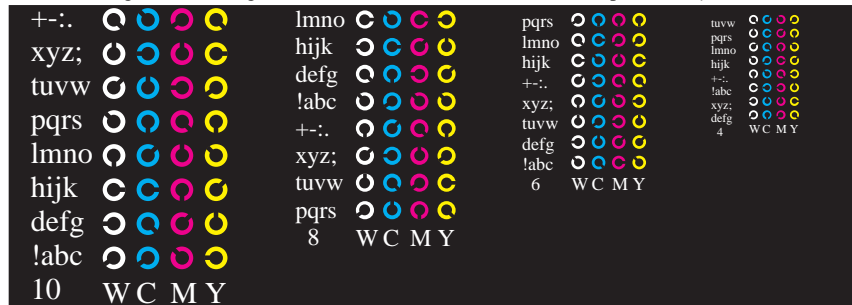 +-:.
xyz;
tuvw
pqrs
lmno
hijk
defg
!abc
10 W C M Y
lmno
hijk
defg
!abc
+-:.
xyz;
tuvw
pqrs
8 W C M Y
pqrs
lmno
hijk
+-:.
xyz;
tuvw
defg
!abc
6 W C M Y
tuvw
pqrs
lmno
hijk
+-:.
!abc
xyz;
defg
4 W C M Y